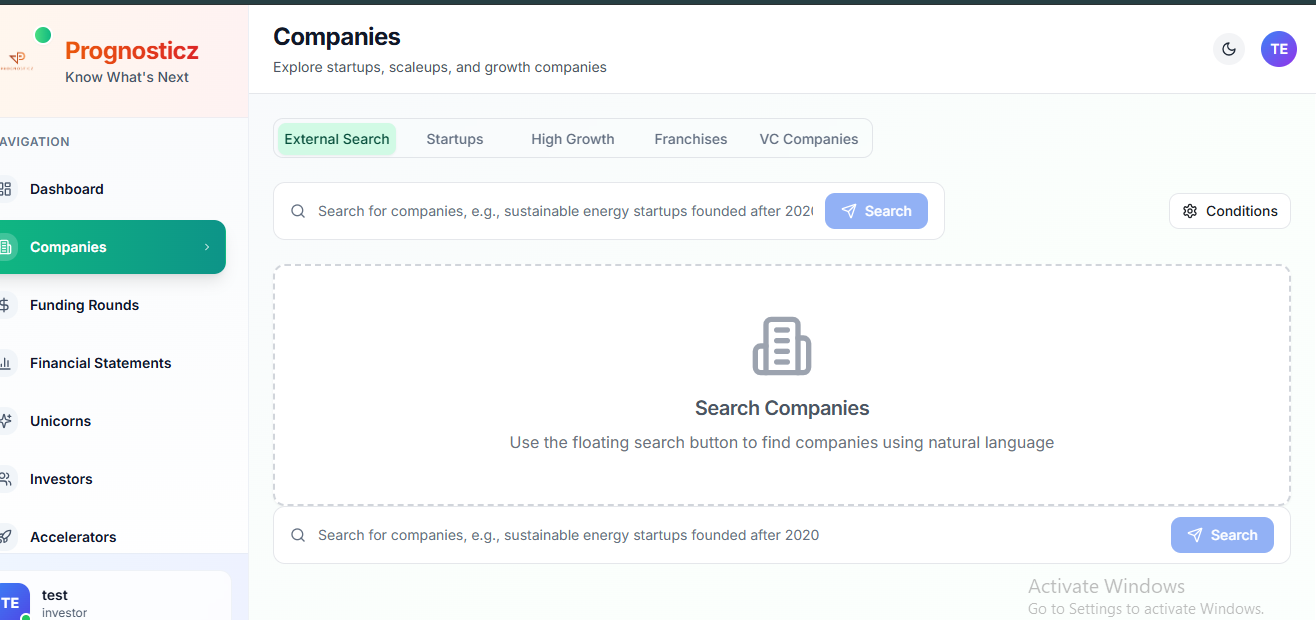 Prognosticz
Know What's Next
AVIGATION
Dashboard
Companies
Funding Rounds
Financial Statements
Unicorns
Investors
Accelerators
TE
test
investor
Companies
Explore startups, scaleups, and growth companies
TE
External Search
Startups
High Growth
Franchises
VC Companies
Search for companies, e.g., sustainable energy startups founded after 202
Search
Conditions
Search Companies
Use the floating search button to find companies using natural language
Search for companies, e.g., sustainable energy startups founded after 2020
Search
Activate Windows
Go to Settings to activate Windows.